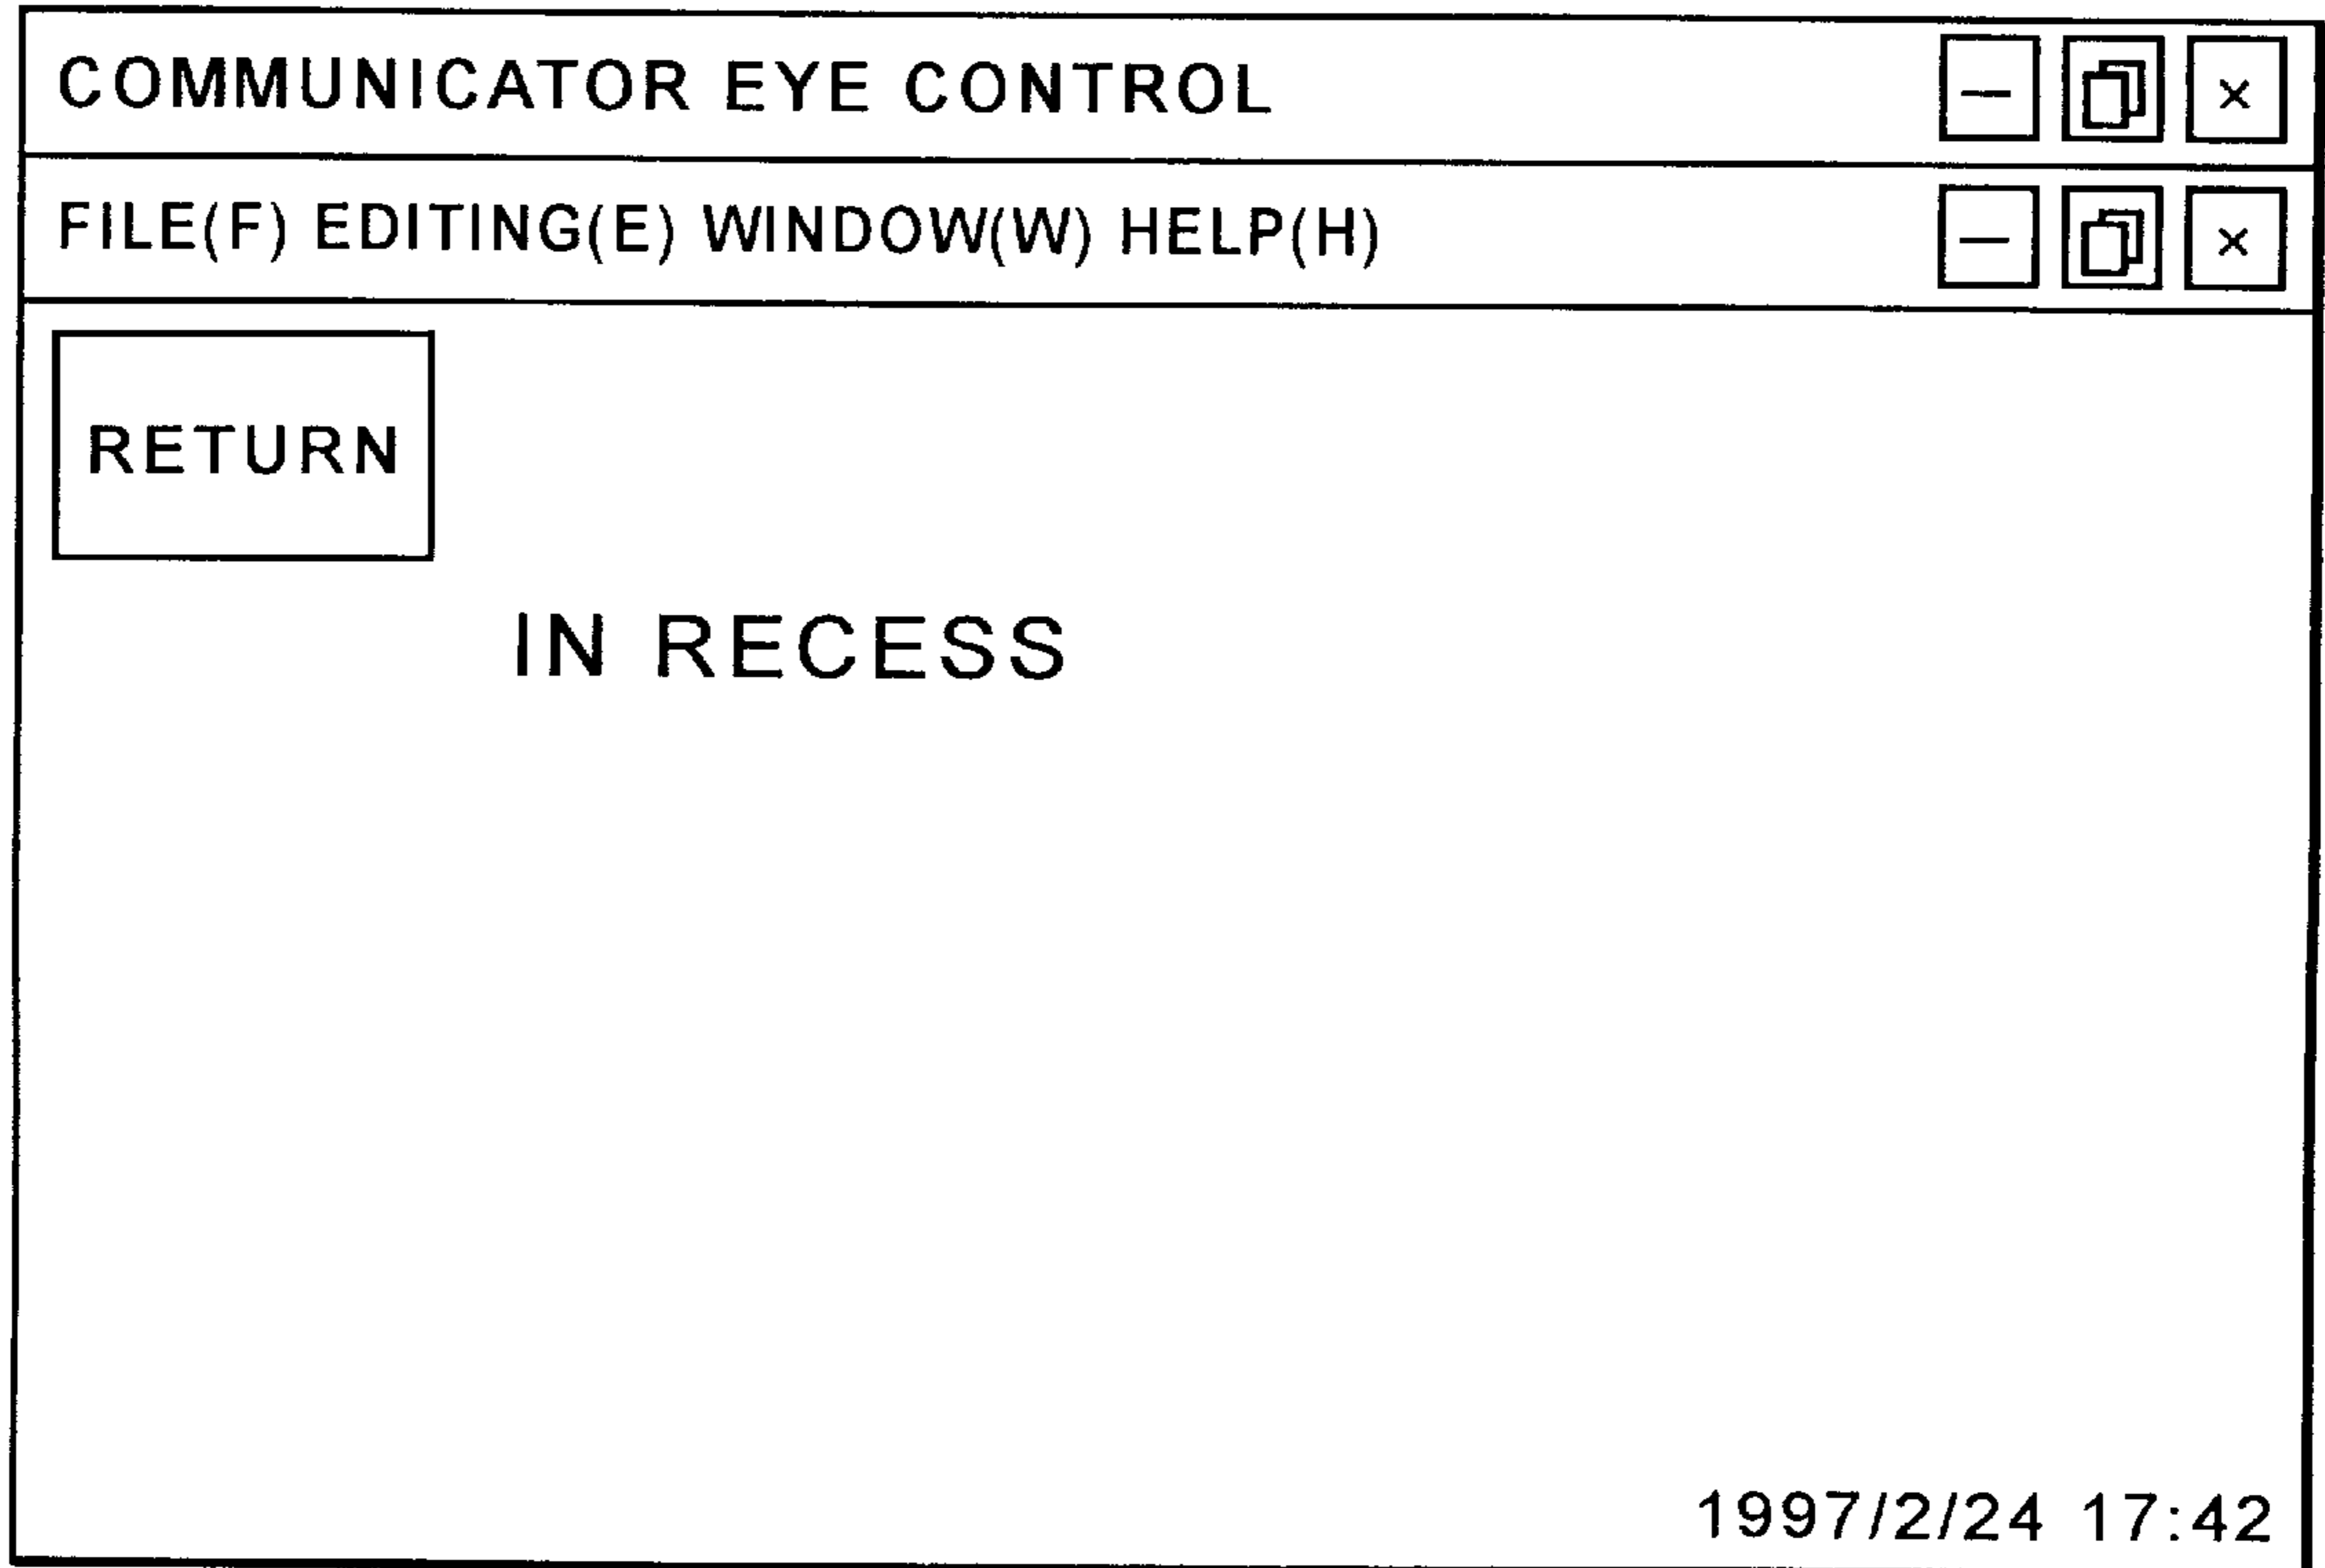 COMMUNICATOR EYE CONTROL
FILE(F) EDITING(E) WINDOW(W) HELP(H)
RETURN
IN RECESS
1997/2/24 17:42